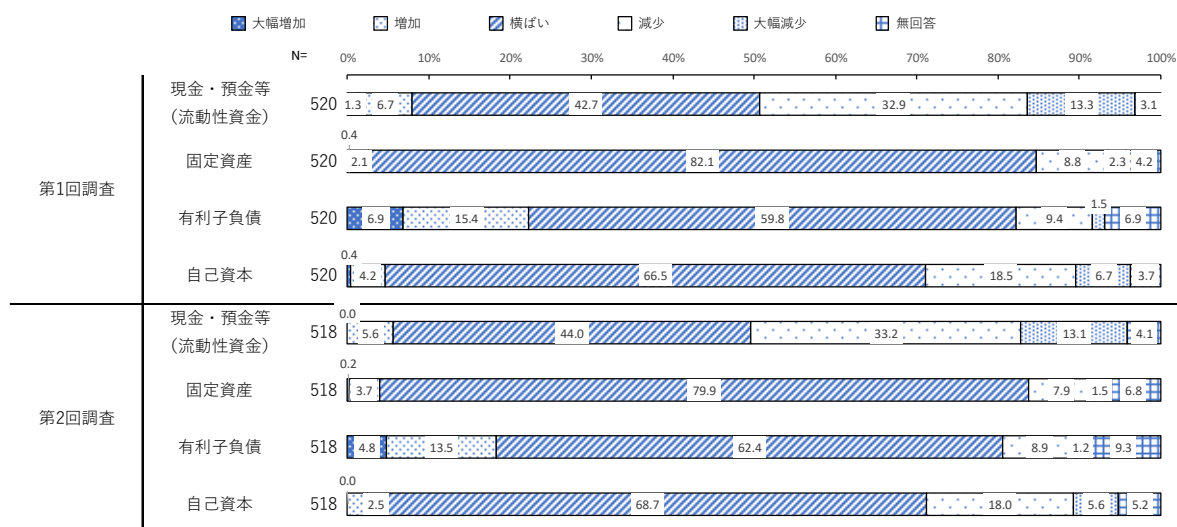 大幅増加 増加 横ばい 減少 大幅減少 無回答
N= 0% 10% 20% 30% 40% 50% 60% 70% 80% 90% 100%
第1回調査
現金・預金等
(流動性資金)
520 1.3 6.7 42.7 32.9 13.3 3.1
0.4
固定資産 520 2.1 82.1 8.8 2.3 4.2
1.5
有利子負債 520 6.9 15.4 59.8 9.4 6.9
0.4
自己資本 520 4.2 66.5 18.5 6.7 3.7
第2回調査
現金・預金等
(流動性資金)
0.0
518 5.6 44.0 33.2 13.1 4.1
0.2
固定資産 518 3.7 79.9 7.9 1.5 6.8
有利子負債 518 4.8 13.5 62.4 8.9 1.2 9.3
0.0
自己資本 518 2.5 68.7 18.0 5.6 5.2